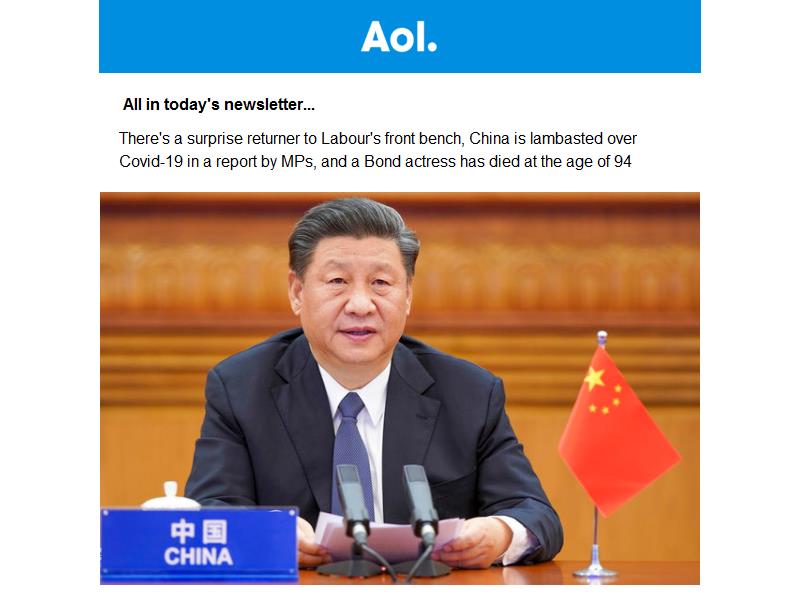 Aol.
All in today's newsletter...
There's a surprise returner to Labour's front bench, China is lambasted over
Covid-19 in a report by MPs, and a Bond actress has died at the age of 94
中国
CHINA